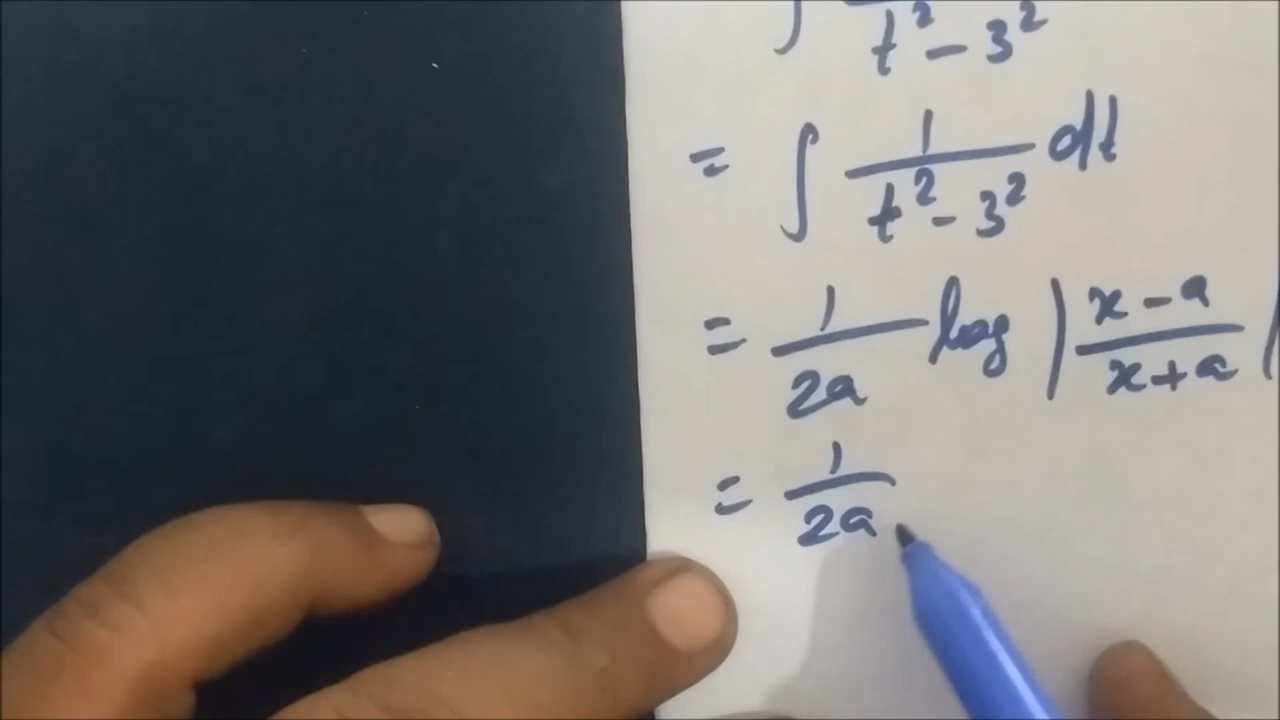 ∫ t² - 3²
= ∫ 1/(t² - 3²) dt
= 1/2a log |x - a/x + a|
= 1/2a